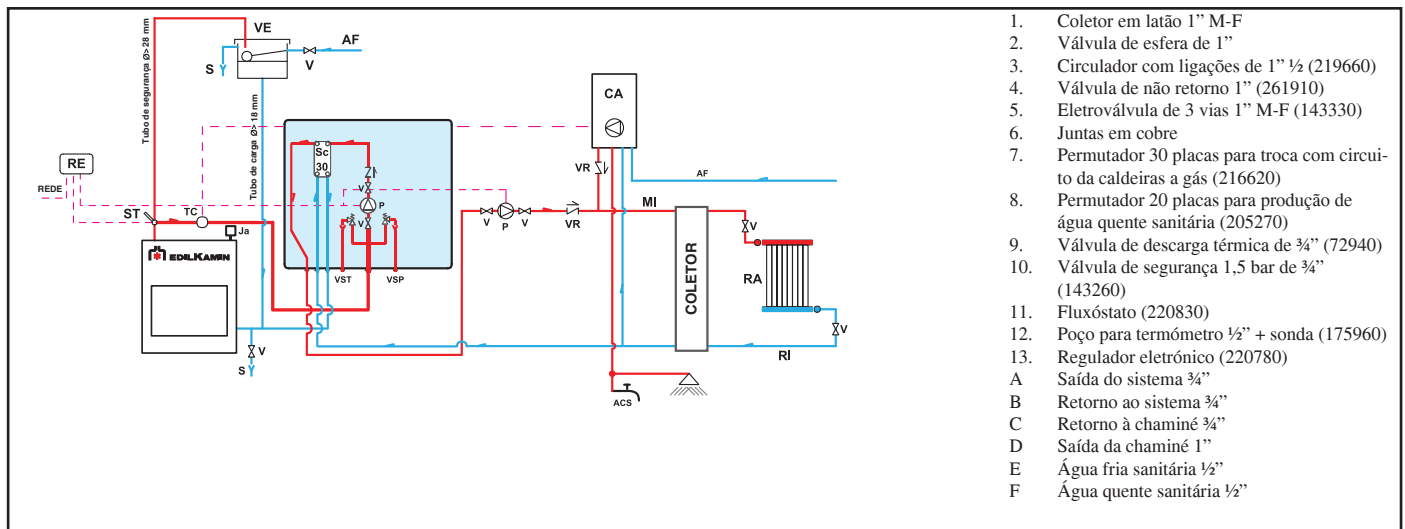 Tubo de segurança Ø> 28 mm
VE
AF
S
V
Tubo de carga Ø> 18 mm
CA
Sc
30
RE
REDE
V
P
V
VR
AF
ST
TC
Ja
MI
V
P
V
VR
V
EDILKAMIN
VST
VSP
COLETOR
RA
V
V
S
RI
ACS
1. Coletor em latão 1” M-F
2. Válvula de esfera de 1”
3. Circulador com ligações de 1” ½ (219660)
4. Válvula de não retorno 1” (261910)
5. Eletroválvula de 3 vias 1” M-F (143330)
6. Juntas em cobre
7. Permutador 30 placas para troca com circui-
to da caldeiras a gás (216620)
8. Permutador 20 placas para produção de
água quente sanitária (205270)
9. Válvula de descarga térmica de ¾” (72940)
10. Válvula de segurança 1,5 bar de ¾”
(143260)
11. Fluxóstato (220830)
12. Poço para termómetro ½” + sonda (175960)
13. Regulador eletrónico (220780)
A Saída do sistema ¾”
B Retorno ao sistema ¾”
C Retorno à chaminé ¾”
D Saída da chaminé 1”
E Água fria sanitária ½”
F Água quente sanitária ½”